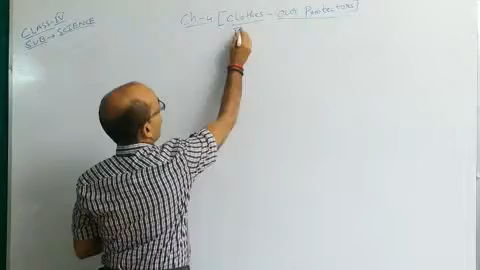 CLASS-IV
SUB → SCIENCE
Ch-4 [Clothes - our Protectors]